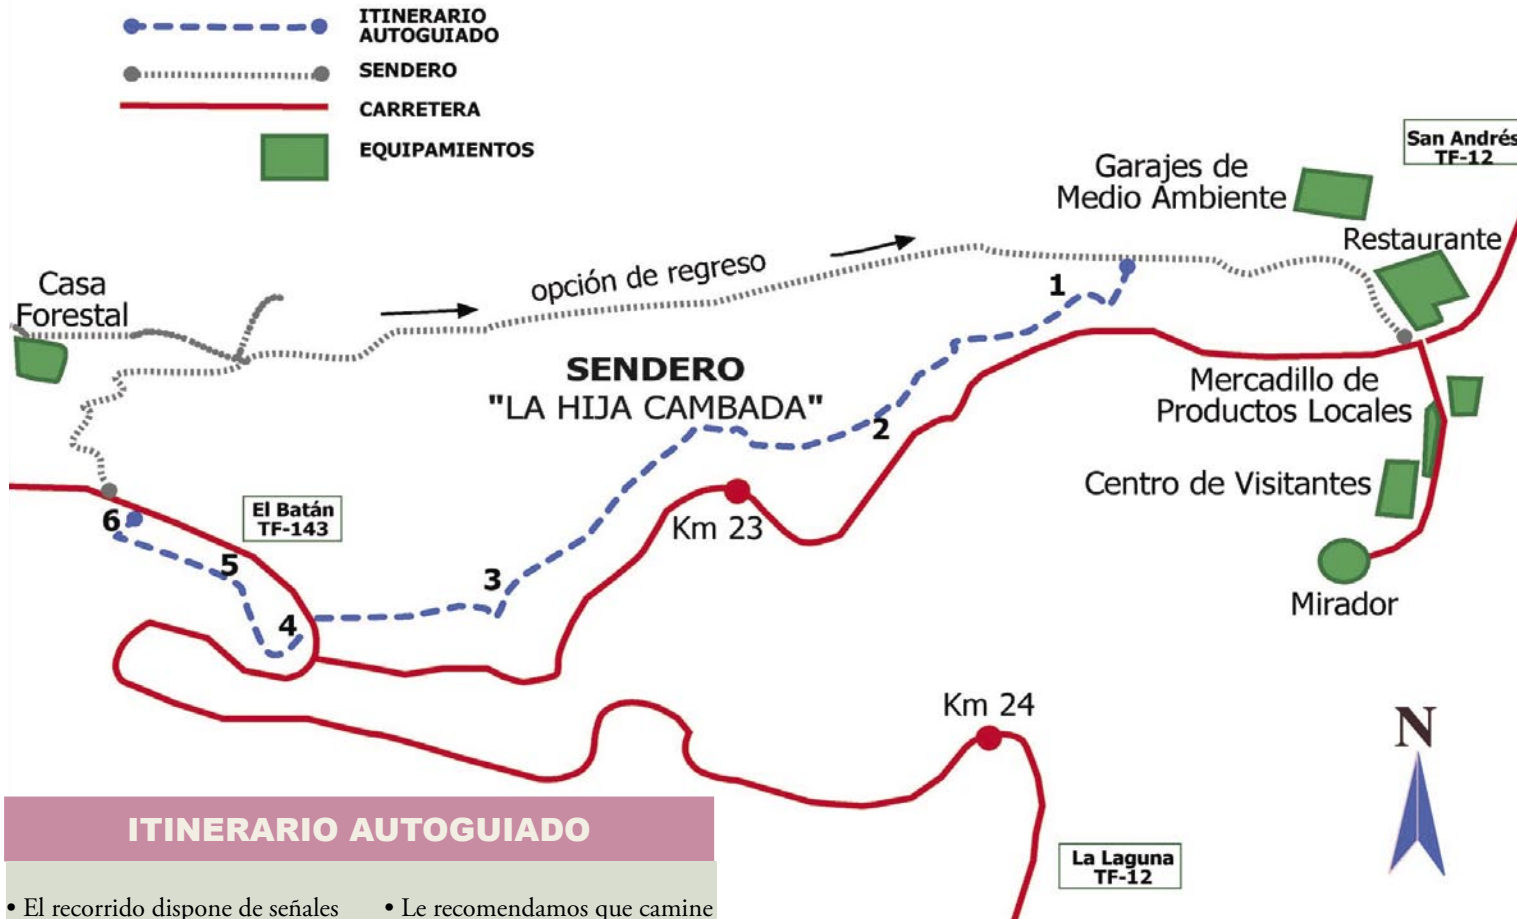 ITINERARIO
AUTOGUIADO
SENDERO
CARRETERA
EQUIPAMIENTOS
San Andrés
TF-12
Garajes de
Medio Ambiente
Restaurante
Casa
Forestal
opción de regreso
1
SENDERO
"LA HIJA CAMBADA"
Mercadillo de
Productos Locales
2
Centro de Visitantes
El Batán
TF-143
6
Km 23
5
3
Mirador
4
Km 24
N
La Laguna
TF-12
ITINERARIO AUTOGUIADO
• El recorrido dispone de señales
• Le recomendamos que camine